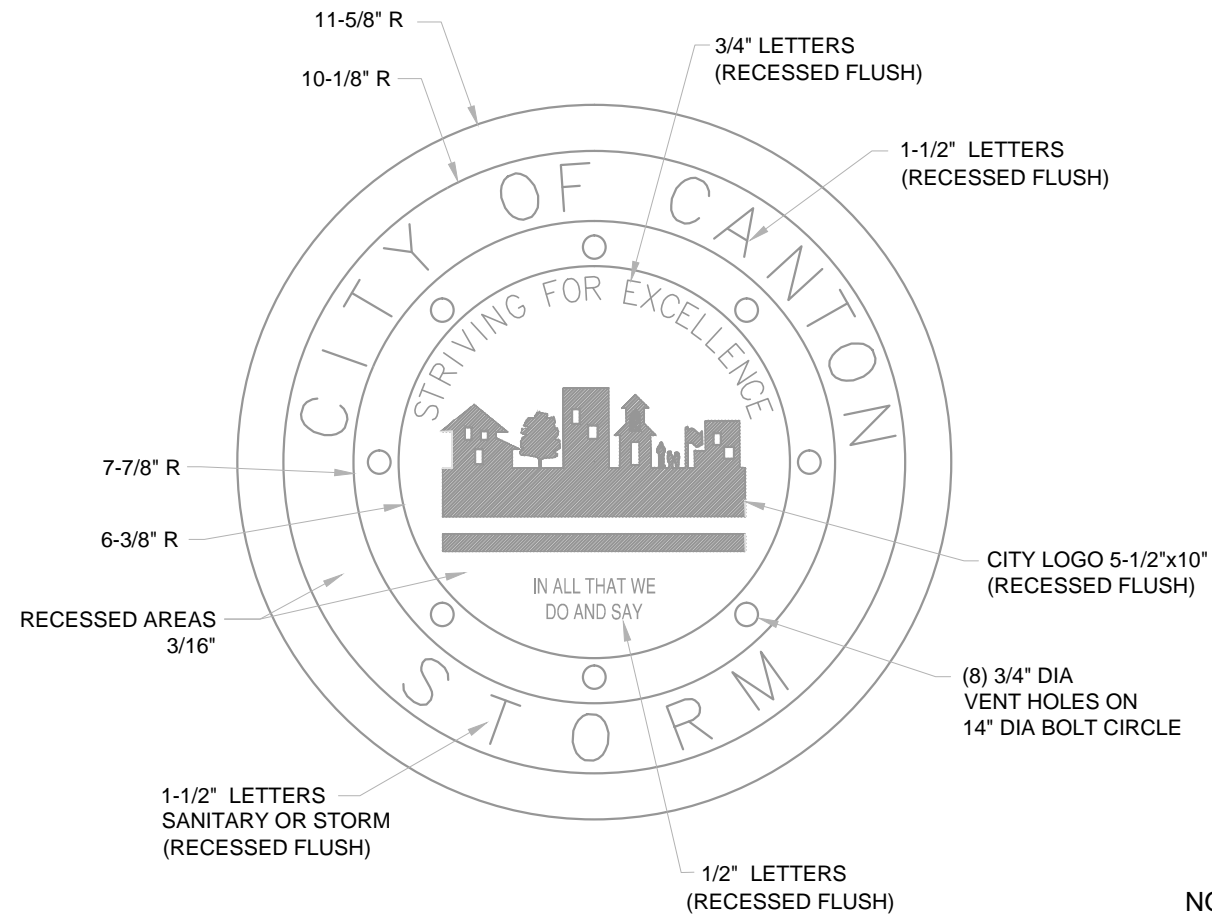 11-5/8" R
10-1/8" R
3/4" LETTERS
(RECESSED FLUSH)
1-1/2" LETTERS
(RECESSED FLUSH)
CITY OF CANTON
STRIVING FOR EXCELLENCE
7-7/8" R
6-3/8" R
CITY LOGO 5-1/2"x10"
(RECESSED FLUSH)
IN ALL THAT WE
DO AND SAY
RECESSED AREAS
3/16"
(8) 3/4" DIA
VENT HOLES ON
14" DIA BOLT CIRCLE
STORM
1-1/2" LETTERS
SANITARY OR STORM
(RECESSED FLUSH)
1/2" LETTERS
(RECESSED FLUSH)